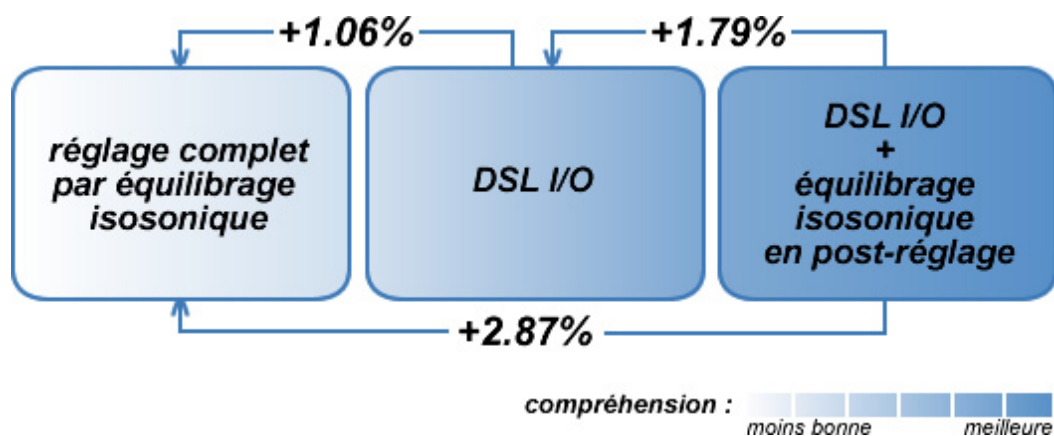 +1.06%
+1.79%
réglage complet
par équilibrage
isosonique
DSL I/O
DSL I/O
+
équilibrage
isosonique
en post-réglage
+2.87%
compréhension :
moins bonne
meilleure